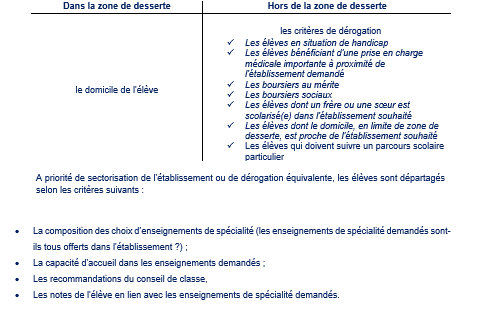 Dans la zone de desserte
Hors de la zone de desserte
le domicile de l'élève
les critères de dérogation
✓ Les élèves en situation de handicap
✓ Les élèves bénéficiant d'une prise en charge
médicale importante à proximité de
l'établissement demandé
✓ Les boursiers au mérite
✓ Les boursiers sociaux
✓ Les élèves dont un frère ou une sœur est
scolarisé(e) dans l'établissement souhaité
✓ Les élèves dont le domicile, en limite de zone de
desserte, est proche de l'établissement souhaité
✓ Les élèves qui doivent suivre un parcours scolaire
particulier
A priorité de sectorisation de l'établissement ou de dérogation équivalente, les élèves sont départagés
selon les critères suivants :
• La composition des choix d'enseignements de spécialité (les enseignements de spécialité demandés sont-
ils tous offerts dans l'établissement ?) ;
• La capacité d'accueil dans les enseignements demandés ;
• Les recommandations du conseil de classe,
• Les notes de l'élève en lien avec les enseignements de spécialité demandés.